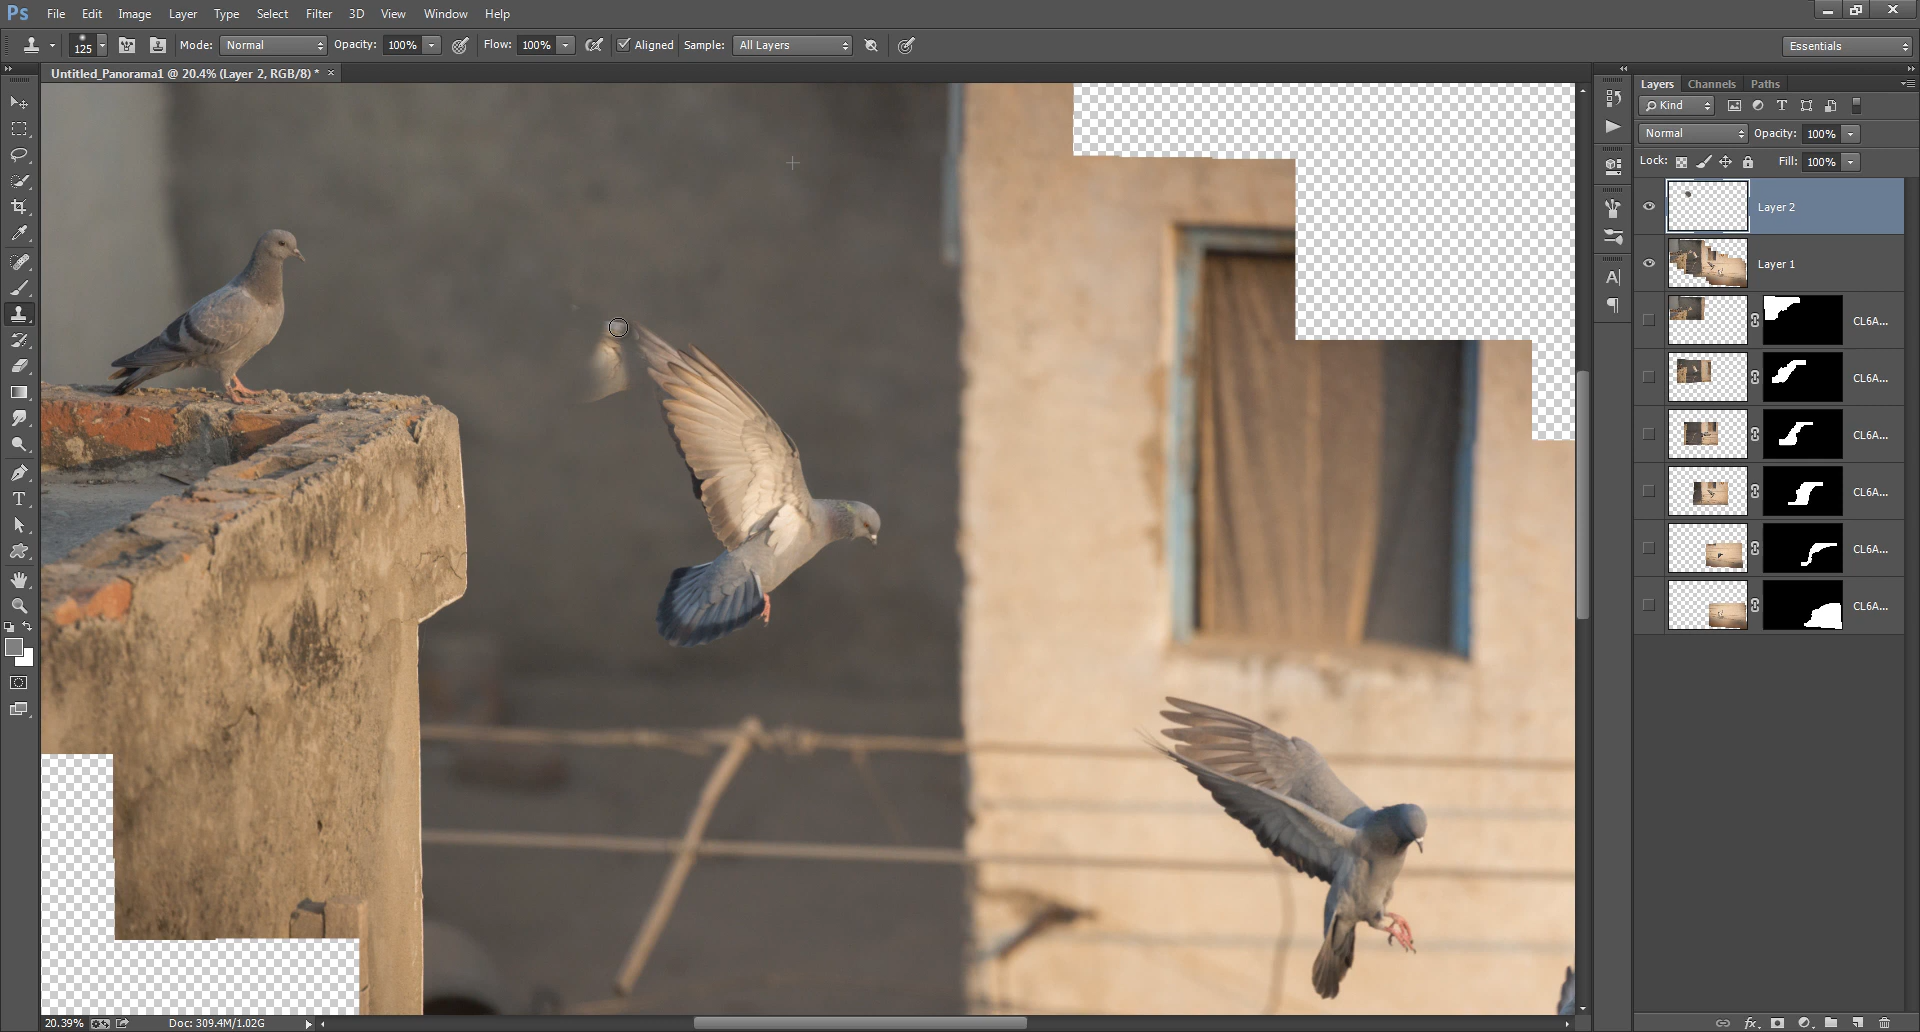 Ps File Edit Image Layer Type Select Filter 3D View Window Help
125 Mode: Normal Opacity: 100% Flow: 100% Aligned Sample: All Layers Essentials
Untitled_Panorama1 @ 20.4% (Layer 2, RGB/8) * ×
Layers Channels Paths
Kind
Normal Opacity: 100%
Lock: Fill: 100%
Layer 2
Layer 1
CL6A...
CL6A...
CL6A...
CL6A...
CL6A...
CL6A...
20.39% Doc: 309.4M/1.02G